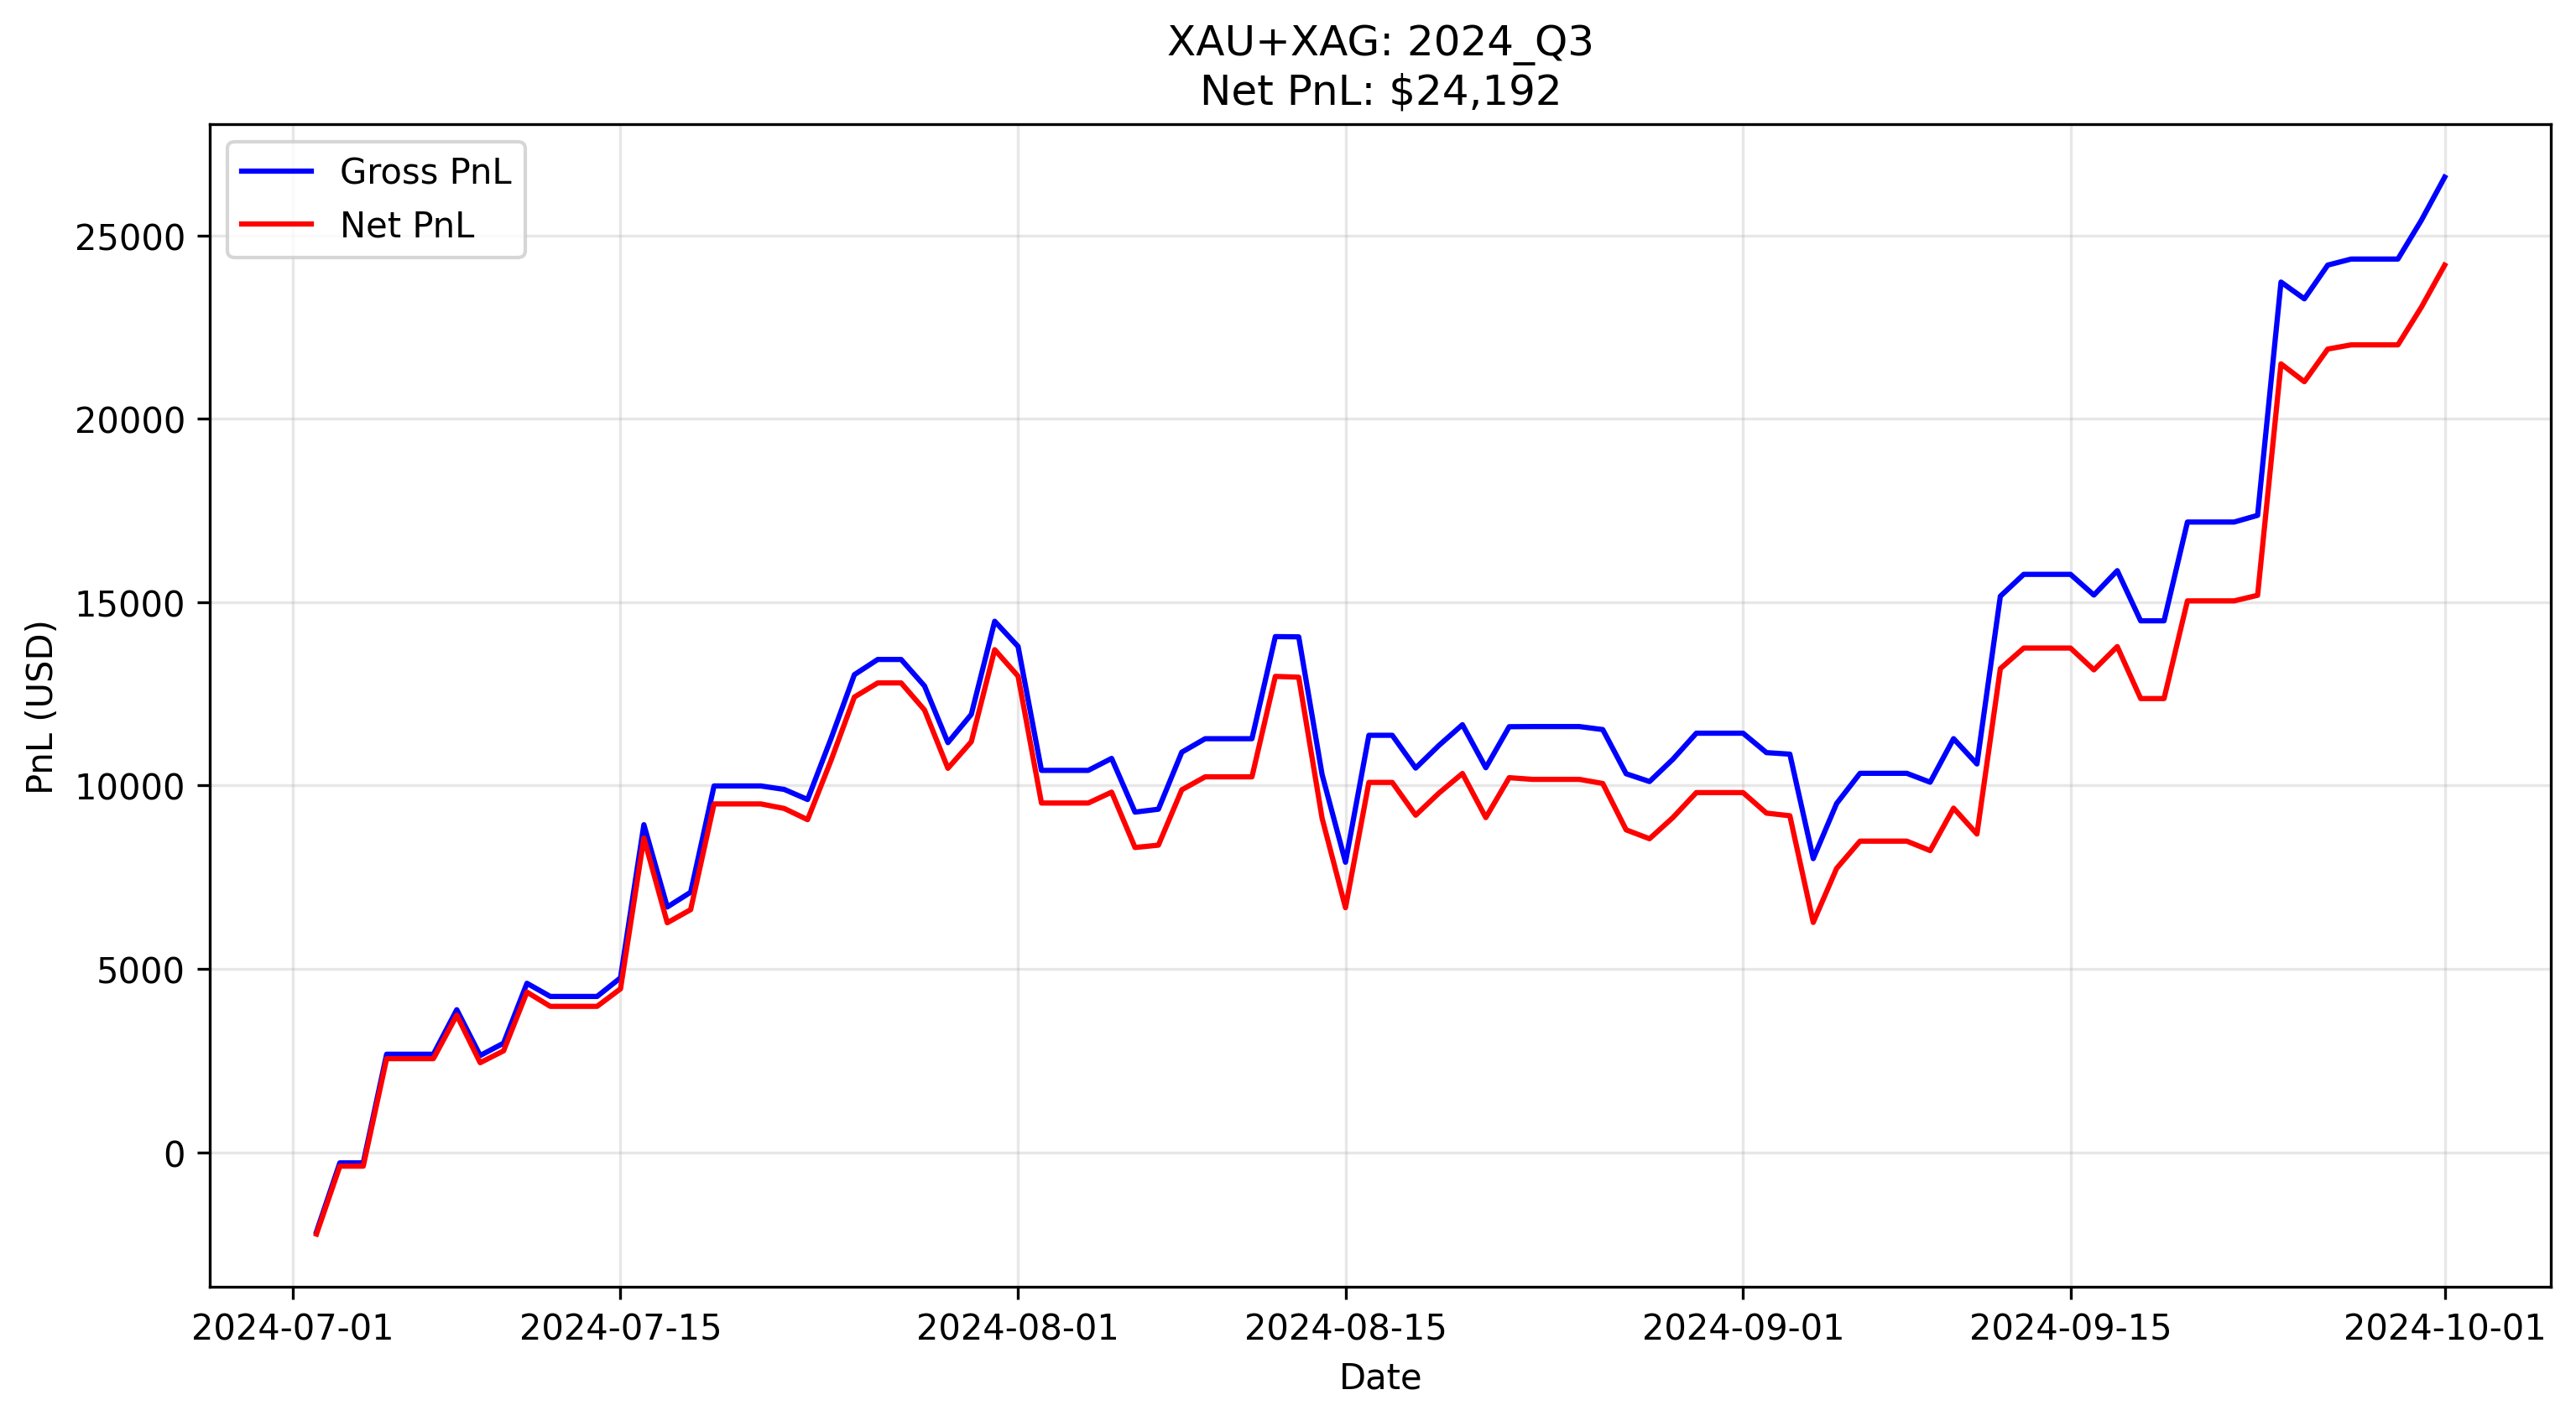 XAU+XAG: 2024_Q3
Net PnL: $24,192
Gross PnL
Net PnL
PnL (USD)
25000
20000
15000
10000
5000
0
2024-07-01
2024-07-15
2024-08-01
2024-08-15
2024-09-01
2024-09-15
2024-10-01
Date